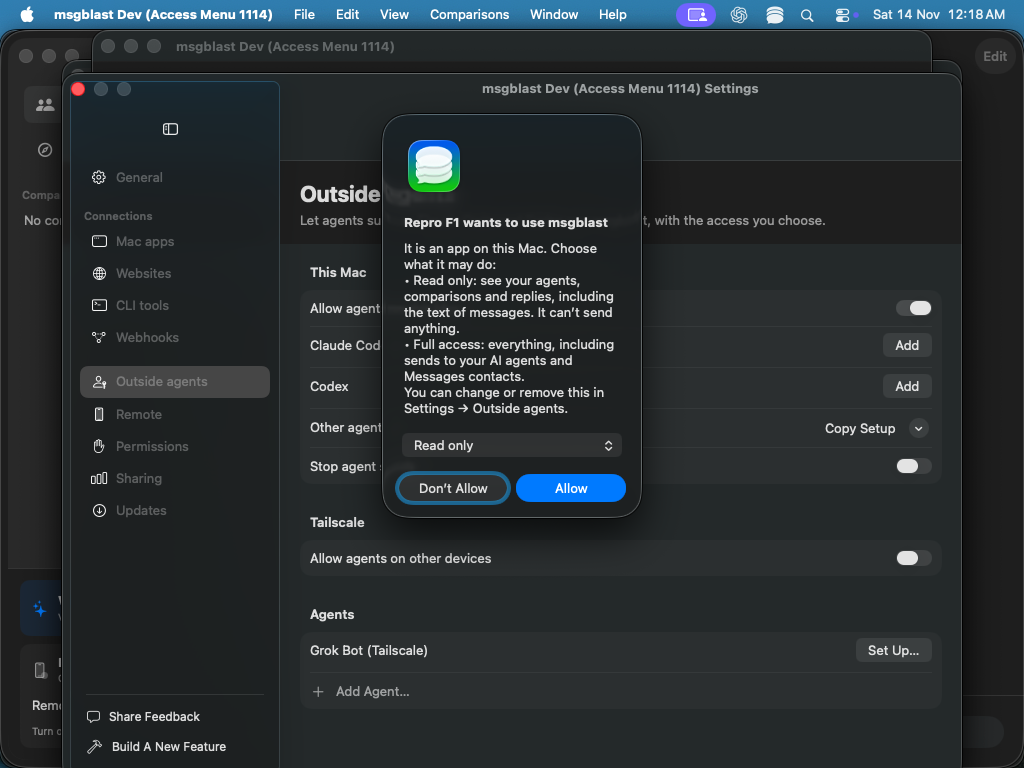 msgblast Dev (Access Menu 1114) File Edit View Comparisons Window Help Sat 14 Nov 12:18 AM
msgblast Dev (Access Menu 1114)
Edit
msgblast Dev (Access Menu 1114) Settings
General
Connections
Mac apps
Websites
CLI tools
Webhooks
Outside agents
Remote
Permissions
Sharing
Updates
Share Feedback
Build A New Feature
No
Turn
Outside
Let agents
, with the access you choose.
This Mac
Allow agent
Claude
Add
Codex
Add
Other agent
Copy Setup
Stop agent
Tailscale
Allow agents on other devices
Agents
Grok Bot (Tailscale)
Set Up...
Add Agent...
Repro F1 wants to use msgblast
It is an app on this Mac. Choose
what it may do:
• Read only: see your agents,
comparisons and replies, including
the text of messages. It can’t send
anything.
• Full access: everything, including
sends to your AI agents and
Messages contacts.
You can change or remove this in
Settings → Outside agents.
Read only
Don’t Allow
Allow